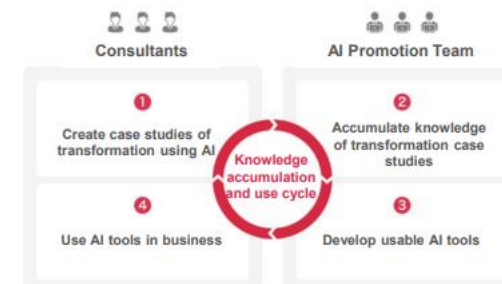 Consultants
AI Promotion Team
1
Create case studies of
transformation using AI
2
Accumulate knowledge
of transformation case
studies
Knowledge
accumulation
and use cycle
4
Use AI tools in business
3
Develop usable AI tools